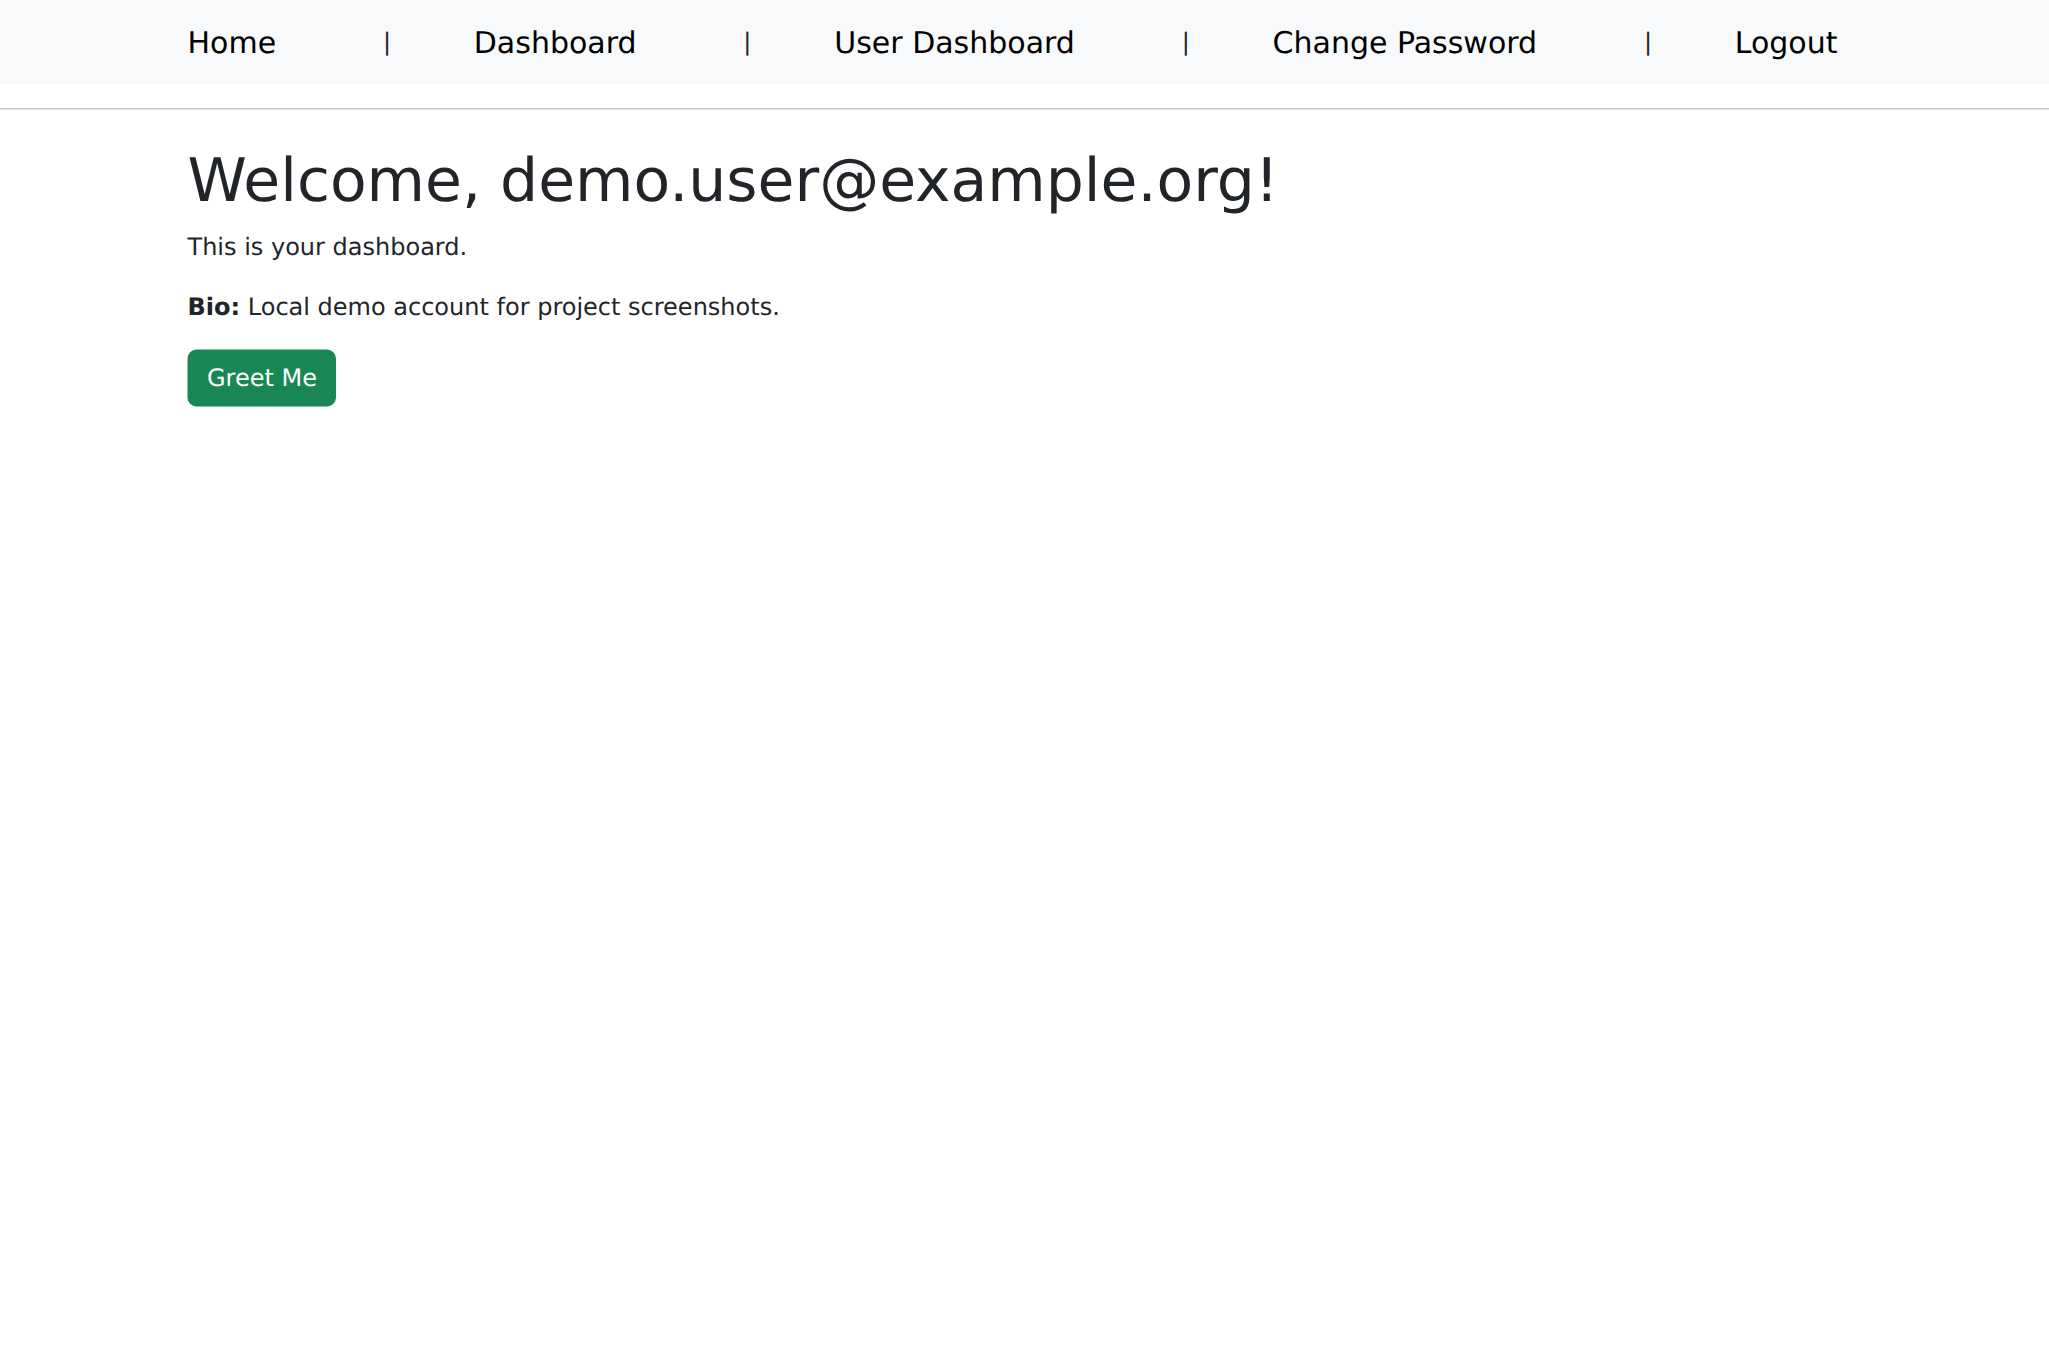 Home | Dashboard | User Dashboard | Change Password | Logout
Welcome, demo.user@example.org!
This is your dashboard.
Bio: Local demo account for project screenshots.
Greet Me